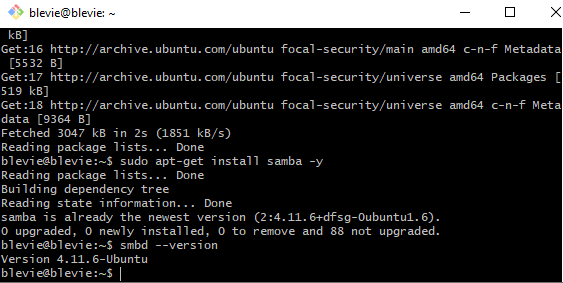 blevie@blevie: ~
 kB]
Get:16 http://archive.ubuntu.com/ubuntu focal-security/main amd64 c-n-f Metadata
 [5532 B]
Get:17 http://archive.ubuntu.com/ubuntu focal-security/universe amd64 Packages [
519 kB]
Get:18 http://archive.ubuntu.com/ubuntu focal-security/universe amd64 c-n-f Meta
data [9364 B]
Fetched 3047 kB in 2s (1851 kB/s)
Reading package lists... Done
blevie@blevie:~$ sudo apt-get install samba -y
Reading package lists... Done
Building dependency tree
Reading state information... Done
samba is already the newest version (2:4.11.6+dfsg-0ubuntu1.6).
0 upgraded, 0 newly installed, 0 to remove and 88 not upgraded.
blevie@blevie:~$ smbd --version
Version 4.11.6-Ubuntu
blevie@blevie:~$